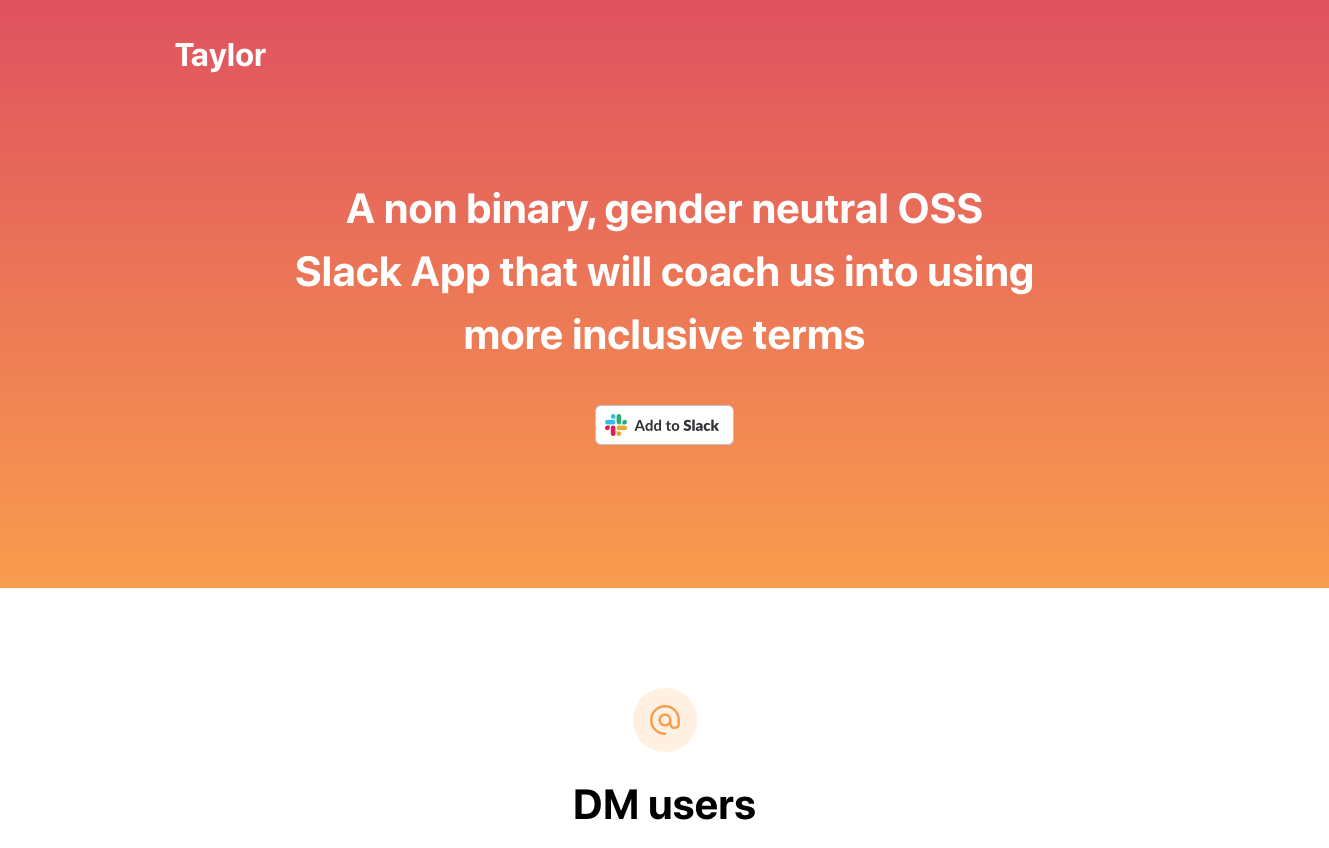 Taylor
A non binary, gender neutral OSS
Slack App that will coach us into using
more inclusive terms
Add to Slack
DM users